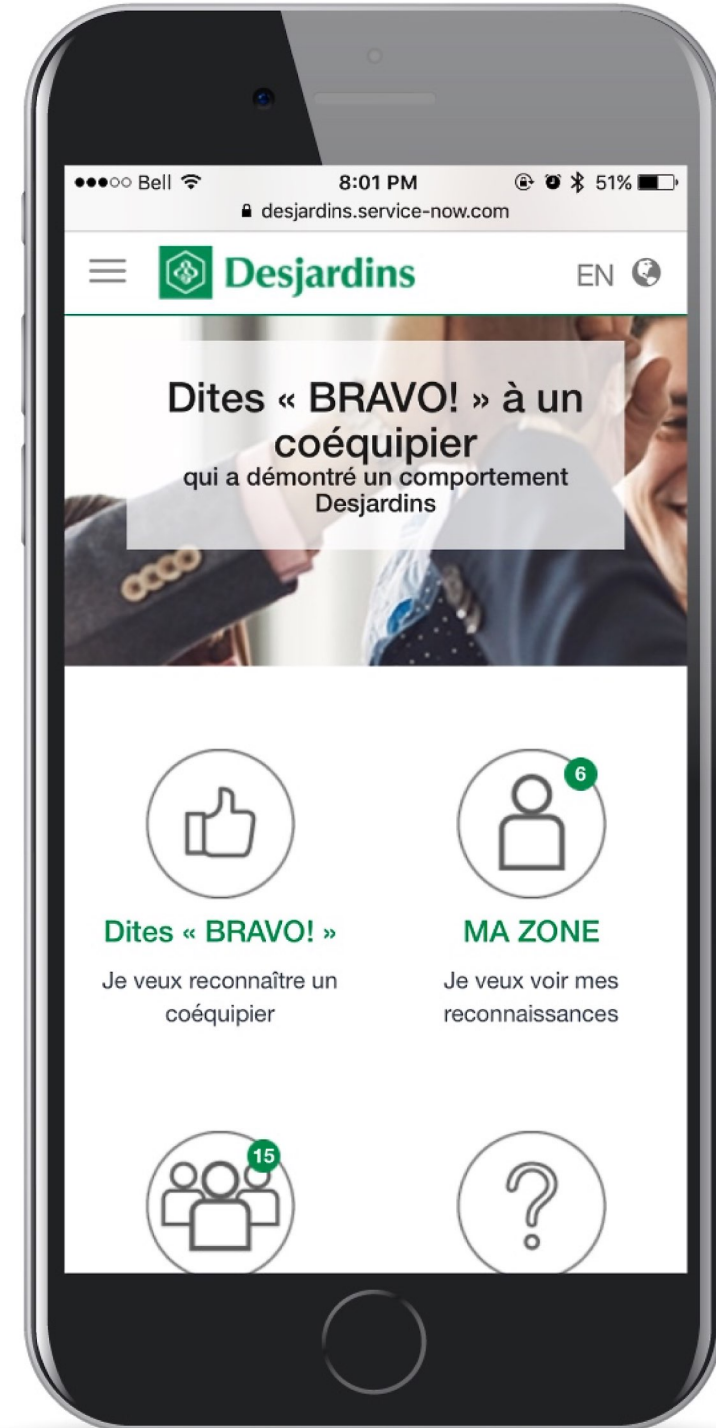 ●●●○○ Bell 8:01 PM 51%
desjardins.service-now.com
Desjardins EN
Dites « BRAVO! » à un
coéquipier
qui a démontré un comportement
Desjardins
6
Dites « BRAVO! » MA ZONE
Je veux reconnaître un Je veux voir mes
coéquipier reconnaissances
15
?